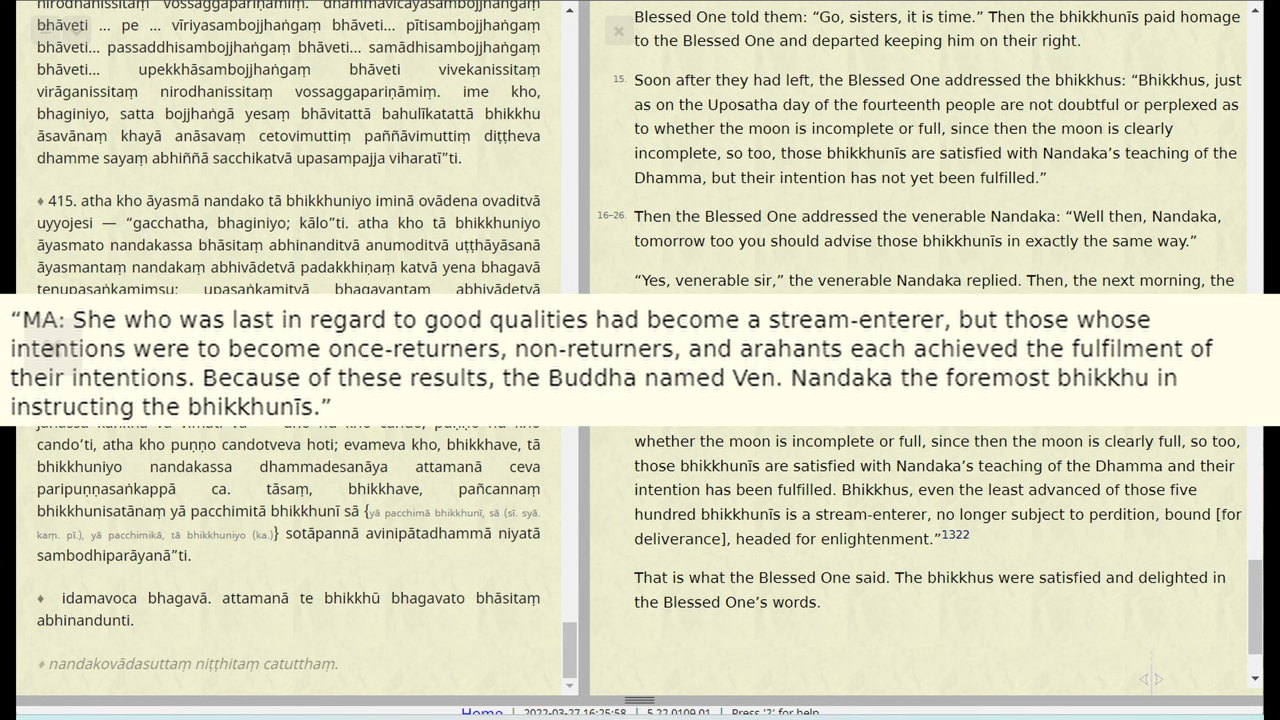 nirodhanissitaṃ vossaggapariṇāmiṃ. dhammavicayasambojjhaṅgaṃ
bhāveti ... pe ... vīriyasambojjhaṅgaṃ bhāveti... pītisambojjhaṅgaṃ
bhāveti... passaddhisambojjhaṅgaṃ bhāveti... samādhisambojjhaṅgaṃ
bhāveti... upekkhāsambojjhaṅgaṃ bhāveti vivekanissitaṃ
virāganissitaṃ nirodhanissitaṃ vossaggapariṇāmiṃ. ime kho,
bhaginiyo, satta bojjhaṅgā yesaṃ bhāvitattā bahulīkatattā bhikkhu
āsavānaṃ khayā anāsavaṃ cetovimuttiṃ paññāvimuttiṃ diṭṭheva
dhamme sayaṃ abhiññā sacchikatvā upasampajja viharatī”ti.
♦ 415. atha kho āyasmā nandako tā bhikkhuniyo iminā ovādena ovaditvā
uyyojesi — “gacchatha, bhaginiyo; kālo”ti. atha kho tā bhikkhuniyo
āyasmato nandakassa bhāsitaṃ abhinanditvā anumoditvā uṭṭhāyāsanā
āyasmantaṃ nandakaṃ abhivādetvā padakkhiṇaṃ katvā yena bhagavā
tenupasaṅkamiṃsu; upasaṅkamitvā bhagavantaṃ abhivādetvā
cando’ti, atha kho puṇṇo candotveva hoti; evameva kho, bhikkhave, tā
bhikkhuniyo nandakassa dhammadesanāya attamanā ceva
paripuṇṇasaṅkappā ca. tāsaṃ, bhikkhave, pañcannaṃ
bhikkhunisatānaṃ yā pacchimitā bhikkhunī sā {yā pacchimā bhikkhunī, sā (sī. syā.
kaṃ. pī.), yā pacchimikā, tā bhikkhuniyo (ka.)} sotāpannā avinipātadhammā niyatā
sambodhiparāyanā”ti.
♦ idamavoca bhagavā. attamanā te bhikkhū bhagavato bhāsitaṃ
abhinandunti.
♦ nandakovādasuttaṃ niṭṭhitaṃ catutthaṃ.
Blessed One told them: “Go, sisters, it is time.” Then the bhikkhunīs paid homage
to the Blessed One and departed keeping him on their right.
15. Soon after they had left, the Blessed One addressed the bhikkhus: “Bhikkhus, just
as on the Uposatha day of the fourteenth people are not doubtful or perplexed as
to whether the moon is incomplete or full, since then the moon is clearly
incomplete, so too, those bhikkhunīs are satisfied with Nandaka’s teaching of the
Dhamma, but their intention has not yet been fulfilled.”
16–26. Then the Blessed One addressed the venerable Nandaka: “Well then, Nandaka,
tomorrow too you should advise those bhikkhunīs in exactly the same way.”
“Yes, venerable sir,” the venerable Nandaka replied. Then, the next morning, the
“MA: She who was last in regard to good qualities had become a stream-enterer, but those whose
intentions were to become once-returners, non-returners, and arahants each achieved the fulfilment of
their intentions. Because of these results, the Buddha named Ven. Nandaka the foremost bhikkhu in
instructing the bhikkhunīs.”
whether the moon is incomplete or full, since then the moon is clearly full, so too,
those bhikkhunīs are satisfied with Nandaka’s teaching of the Dhamma and their
intention has been fulfilled. Bhikkhus, even the least advanced of those five
hundred bhikkhunīs is a stream-enterer, no longer subject to perdition, bound [for
deliverance], headed for enlightenment.”1322
That is what the Blessed One said. The bhikkhus were satisfied and delighted in
the Blessed One’s words.
Home | 2022-03-27 16:25:58 | 5.22.0109.01 | Press '?' for help